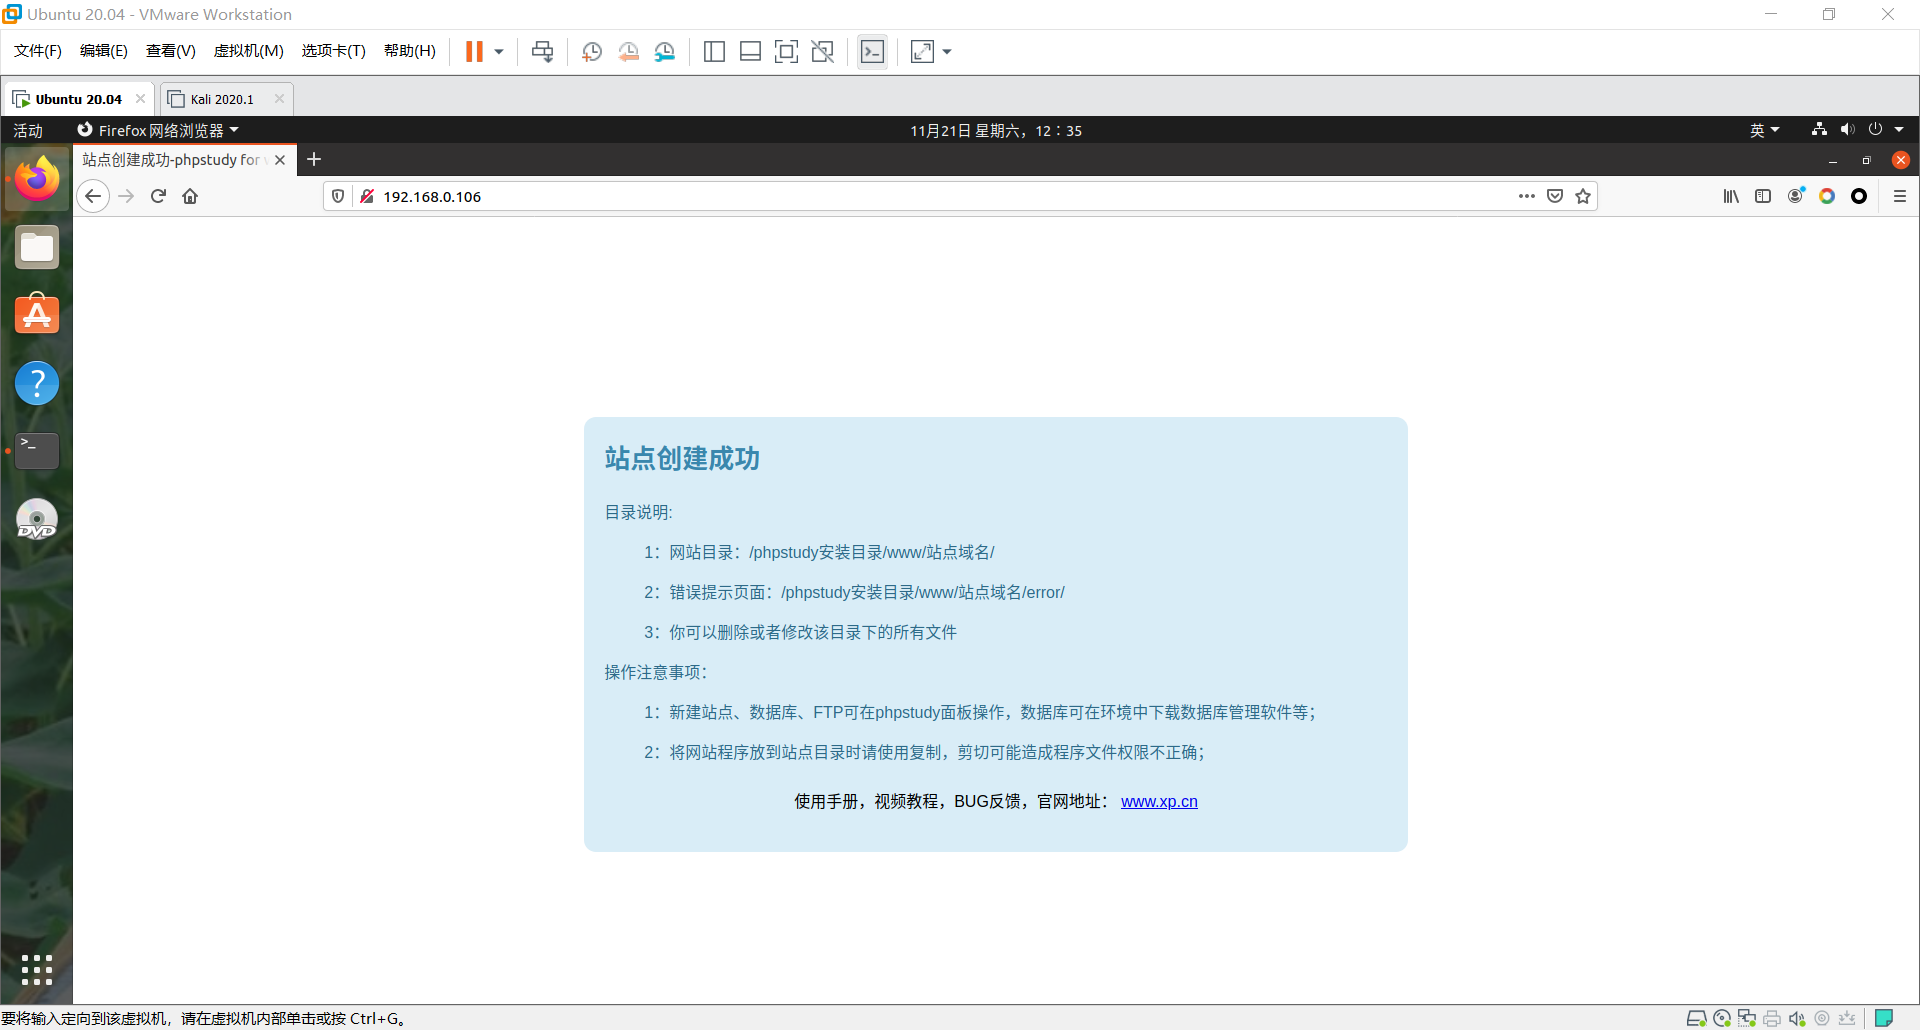 Ubuntu 20.04 - VMware Workstation
文件(F) 编辑(E) 查看(V) 虚拟机(M) 选项卡(T) 帮助(H)
Ubuntu 20.04 Kali 2020.1
活动 Firefox 网络浏览器 11月21日 星期六，12：35 英
站点创建成功-phpstudy for
192.168.0.106
站点创建成功
目录说明:
1：网站目录：/phpstudy安装目录/www/站点域名/
2：错误提示页面：/phpstudy安装目录/www/站点域名/error/
3：你可以删除或者修改该目录下的所有文件
操作注意事项：
1：新建站点、数据库、FTP可在phpstudy面板操作，数据库可在环境中下载数据库管理软件等；
2：将网站程序放到站点目录时请使用复制，剪切可能造成程序文件权限不正确；
使用手册，视频教程，BUG反馈，官网地址： www.xp.cn
DVD
要将输入定向到该虚拟机，请在虚拟机内部单击或按 Ctrl+G。